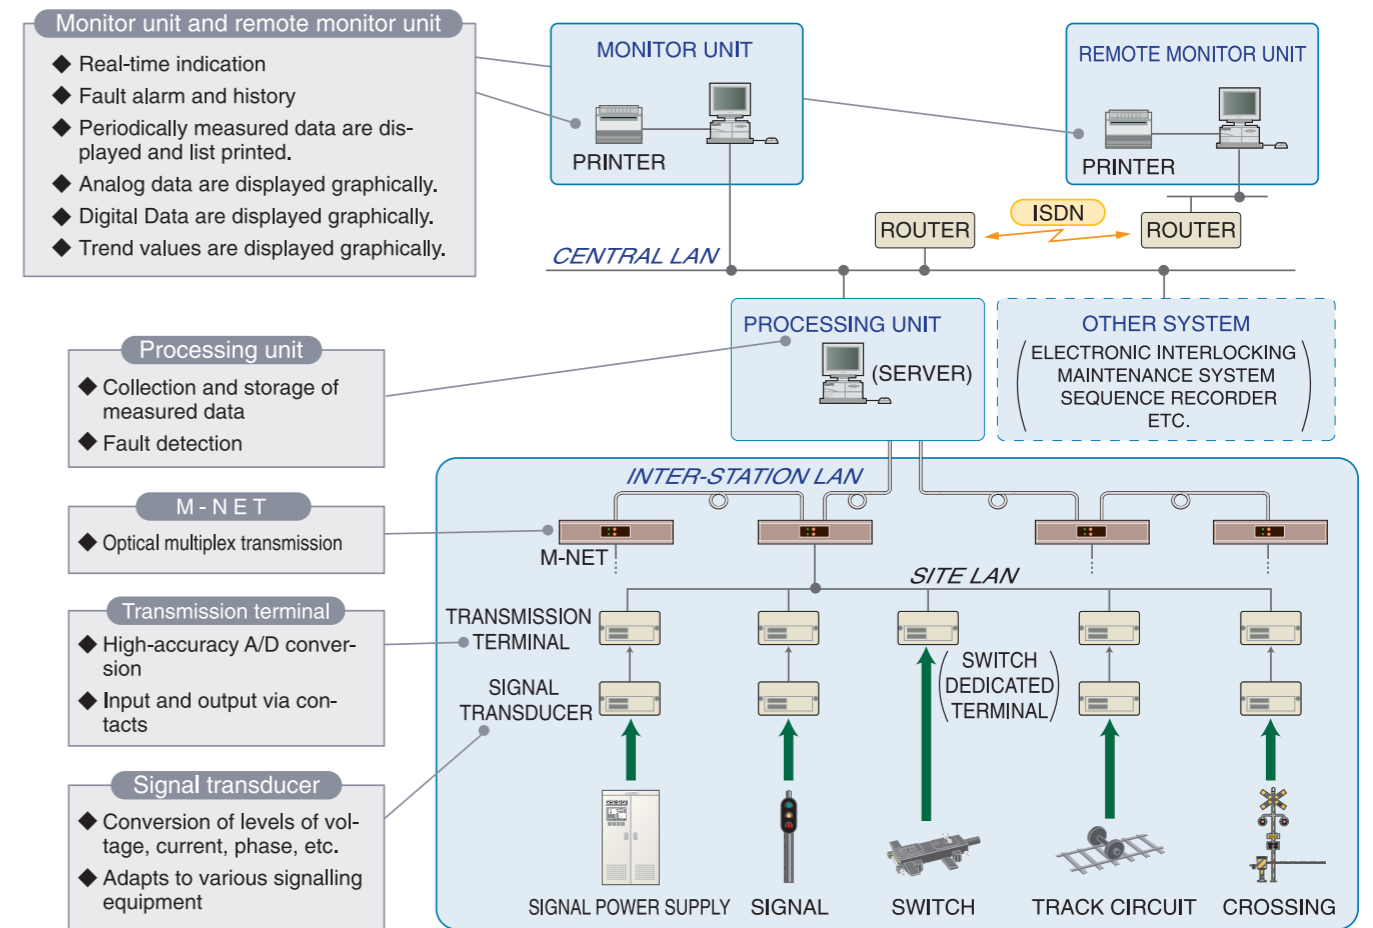 Monitor unit and remote monitor unit
◆ Real-time indication
◆ Fault alarm and history
◆ Periodically measured data are dis-
played and list printed.
◆ Analog data are displayed graphically.
◆ Digital Data are displayed graphically.
◆ Trend values are displayed graphically.
MONITOR UNIT
PRINTER
REMOTE MONITOR UNIT
PRINTER
ROUTER
ISDN
ROUTER
CENTRAL LAN
Processing unit
◆ Collection and storage of
measured data
◆ Fault detection
PROCESSING UNIT
(SERVER)
OTHER SYSTEM
(ELECTRONIC INTERLOCKING
MAINTENANCE SYSTEM
SEQUENCE RECORDER
ETC.)
INTER-STATION LAN
M-NET
◆ Optical multiplex transmission
M-NET
SITE LAN
Transmission terminal
◆ High-accuracy A/D conver-
sion
◆ Input and output via con-
tacts
TRANSMISSION
TERMINAL
SIGNAL
TRANSDUCER
(SWITCH
DEDICATED
TERMINAL)
Signal transducer
◆ Conversion of levels of vol-
tage, current, phase, etc.
◆ Adapts to various signalling
equipment
SIGNAL POWER SUPPLY
SIGNAL
SWITCH
TRACK CIRCUIT
CROSSING